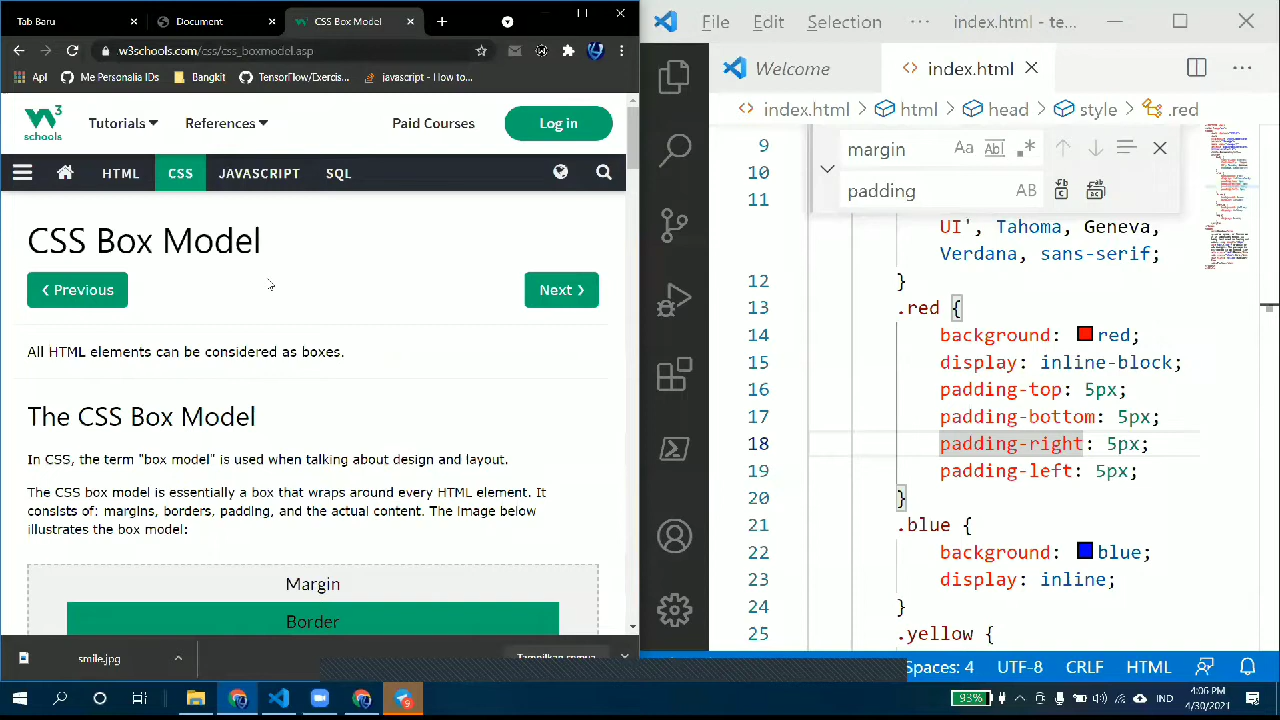 Tab Baru
Document
CSS Box Model
w3schools.com/css/css_boxmodel.asp
Apl
Me Personalia IDs
Bangkit
TensorFlow/Exercis...
javascript - How to...
W3
schools
Tutorials
References
Paid Courses
Log in
HTML
CSS
JAVASCRIPT
SQL
CSS Box Model
❮ Previous
Next ❯
All HTML elements can be considered as boxes.
The CSS Box Model
In CSS, the term "box model" is used when talking about design and layout.
The CSS box model is essentially a box that wraps around every HTML element. It
consists of: margins, borders, padding, and the actual content. The image below
illustrates the box model:
Margin
Border
smile.jpg
Tampilkan semua
File Edit Selection ··· index.html - te...
Welcome
index.html
index.html > html > head > style > .red
margin
Aa Abl .*
padding
AB
9
10
11
UI', Tahoma, Geneva,
Verdana, sans-serif;
12 }
13 .red {
14 background: red;
15 display: inline-block;
16 padding-top: 5px;
17 padding-bottom: 5px;
18 padding-right: 5px;
19 padding-left: 5px;
20 }
21 .blue {
22 background: blue;
23 display: inline;
24 }
25 .yellow {
Spaces: 4 UTF-8 CRLF HTML
93%
IND
4:06 PM
4/30/2021